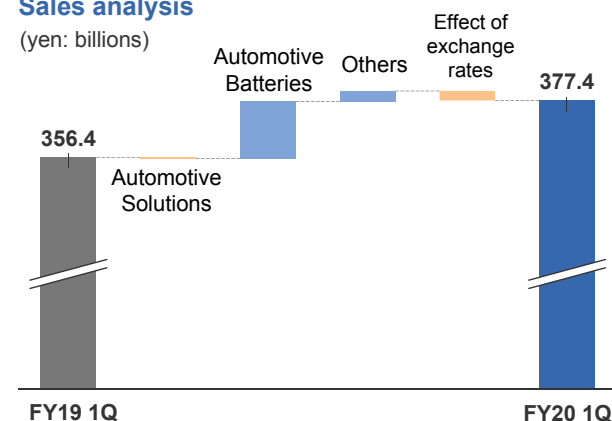 Sales analysis
(yen: billions)
Effect of
exchange
rates
Automotive
Batteries
Others
377.4
356.4
Automotive
Solutions
FY19 1Q
FY20 1Q